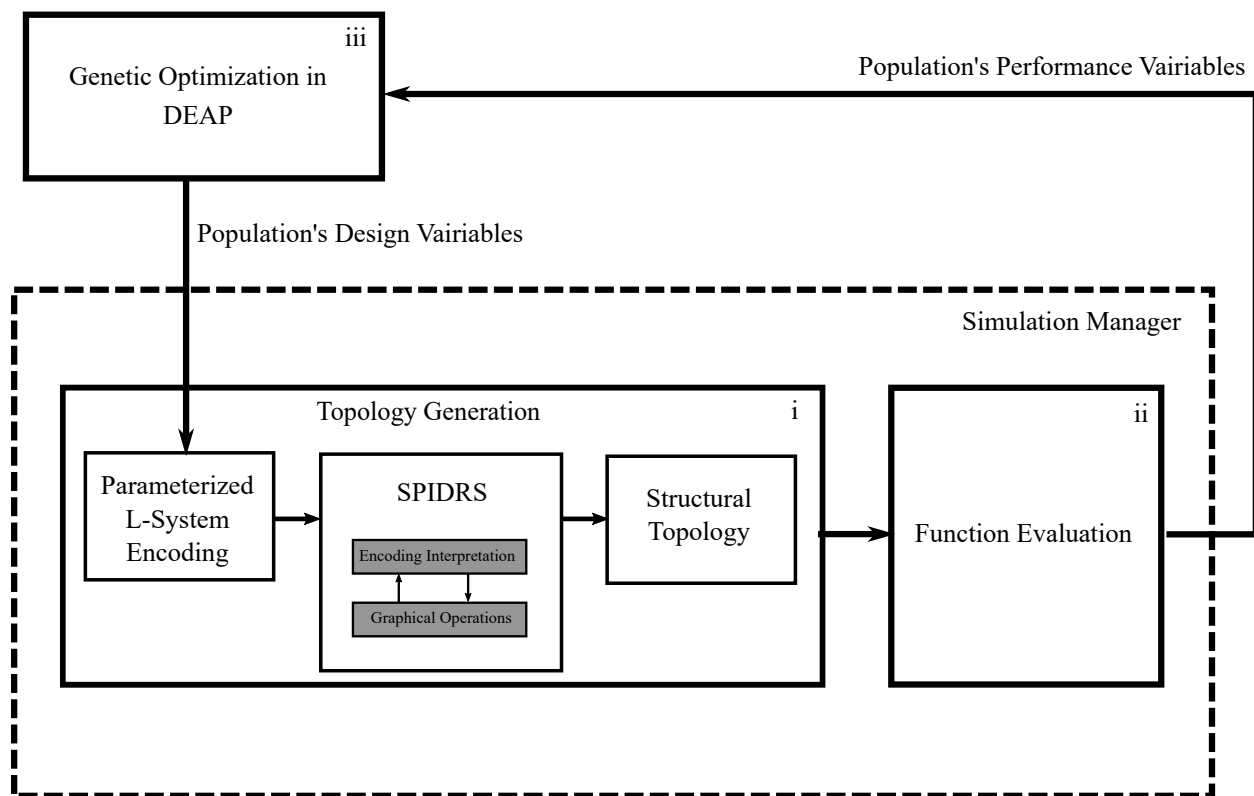 iii
Genetic Optimization in
DEAP
Population's Performance Vairiables
Population's Design Vairiables
Simulation Manager
Topology Generation
i
Parameterized
L-System
Encoding
SPIDRS
Encoding Interpretation
Graphical Operations
Structural
Topology
ii
Function Evaluation